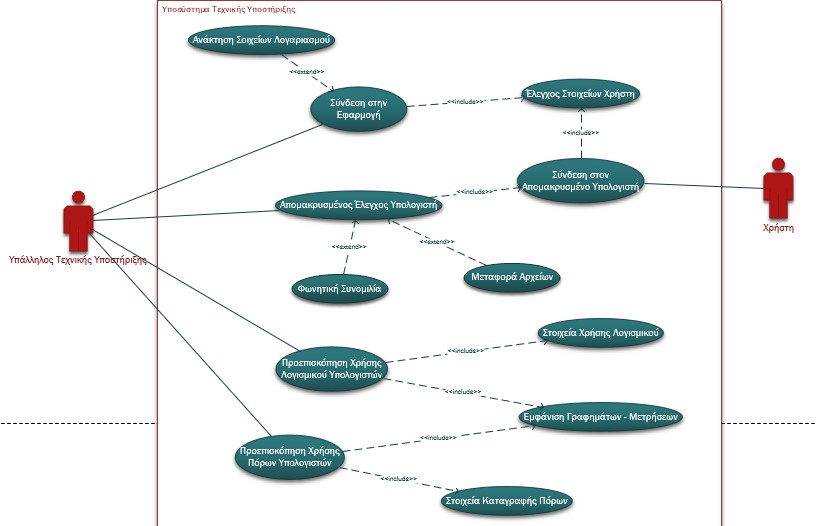 Υποσύστημα Τεχνικής Υποστήριξης
Ανάκτηση Σοιχείων Λογαριασμού
<<extend>>
Σύνδεση στην
Εφαρμογή
<<include>>
Έλεγχος Στοιχείων Χρήστη
<<include>>
Σύνδεση στον
Απομακρυσμένο Υπολογιστή
<<include>>
Απομακρυσμένος Έλεγχος Υπολογιστή
Χρήστη
<<extend>>
<<extend>>
Υπάλληλος Τεχνικής Υποστήριξης
Φωνητική Συνομιλία
Μεταφορά Αρχείων
Στοιχεία Χρήσης Λογισμικού
<<include>>
Προεπισκόπηση Χρήσης
Λογισμικού Υπολογιστών
<<include>>
Εμφάνιση Γραφημάτων - Μετρήσεων
<<include>>
Προεπισκόπηση Χρήσης
Πόρων Υπολογιστών
<<include>>
Στοιχεία Καταγραφής Πόρων